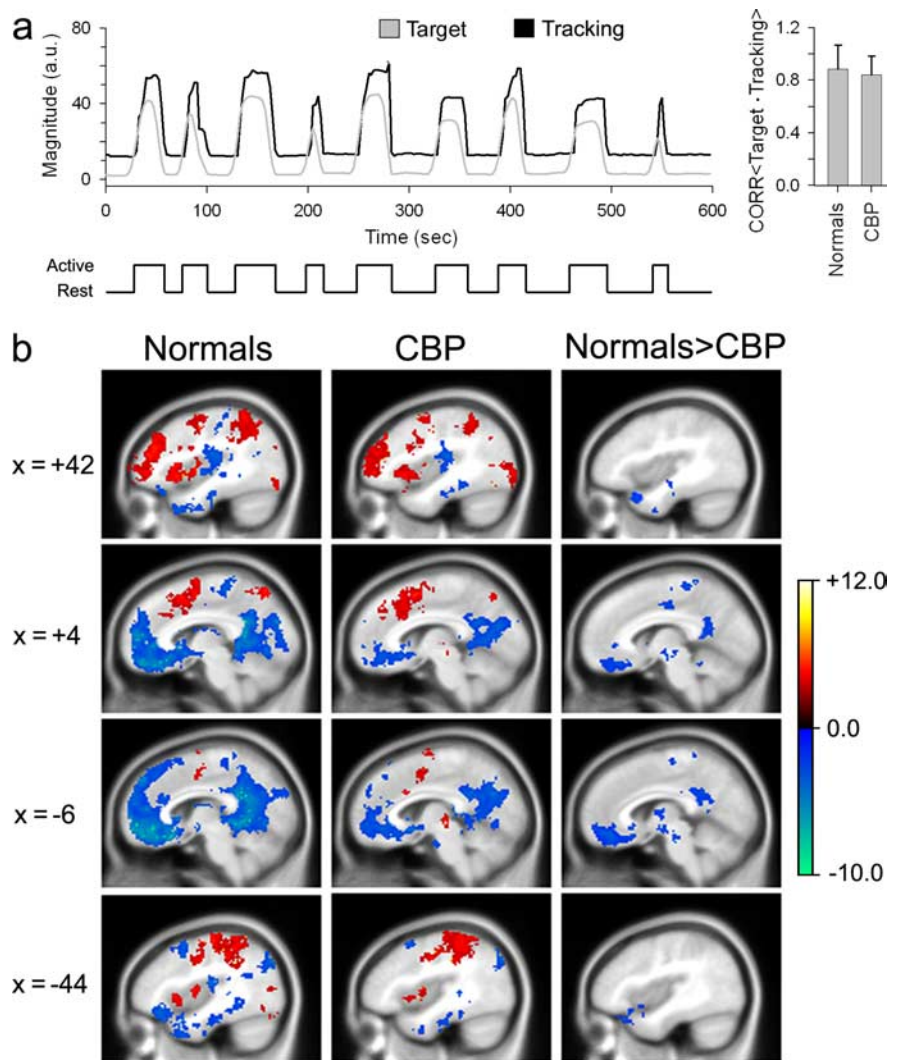 a
Target Tracking
Magnitude (a.u.)
80
40
0
0 100 200 300 400 500 600
Time (sec)
Active
Rest
CORR<Target · Tracking>
1.2
0.8
0.4
0.0
Normals
CBP
b
Normals CBP Normals>CBP
x = +42
x = +4
x = -6
x = -44
+12.0
0.0
-10.0